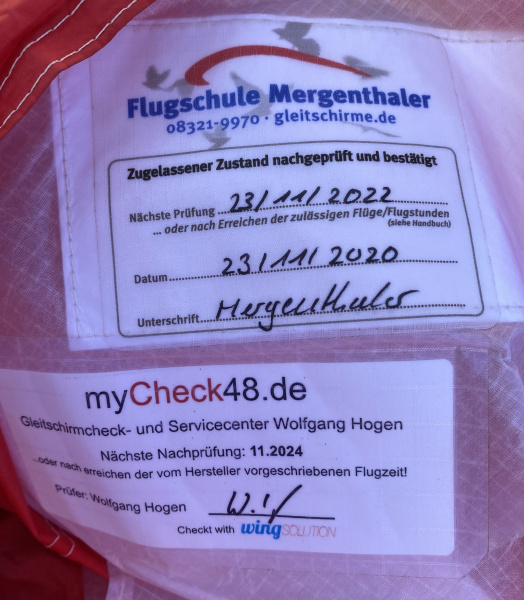 Flugschule Mergenthaler
08321-9970 · gleitschirme.de
Zugelassener Zustand nachgeprüft und bestätigt
Nächste Prüfung 23/11/2022
... oder nach Erreichen der zulässigen Flüge/Flugstunden
(siehe Handbuch)
Datum 23/11/2020
Unterschrift Mergenthaler
myCheck48.de
Gleitschirmcheck- und Servicecenter Wolfgang Hogen
Nächste Nachprüfung: 11.2024
...oder nach erreichen der vom Hersteller vorgeschriebenen Flugzeit!
Prüfer: Wolfgang Hogen
Checkt with wingSOLUTION